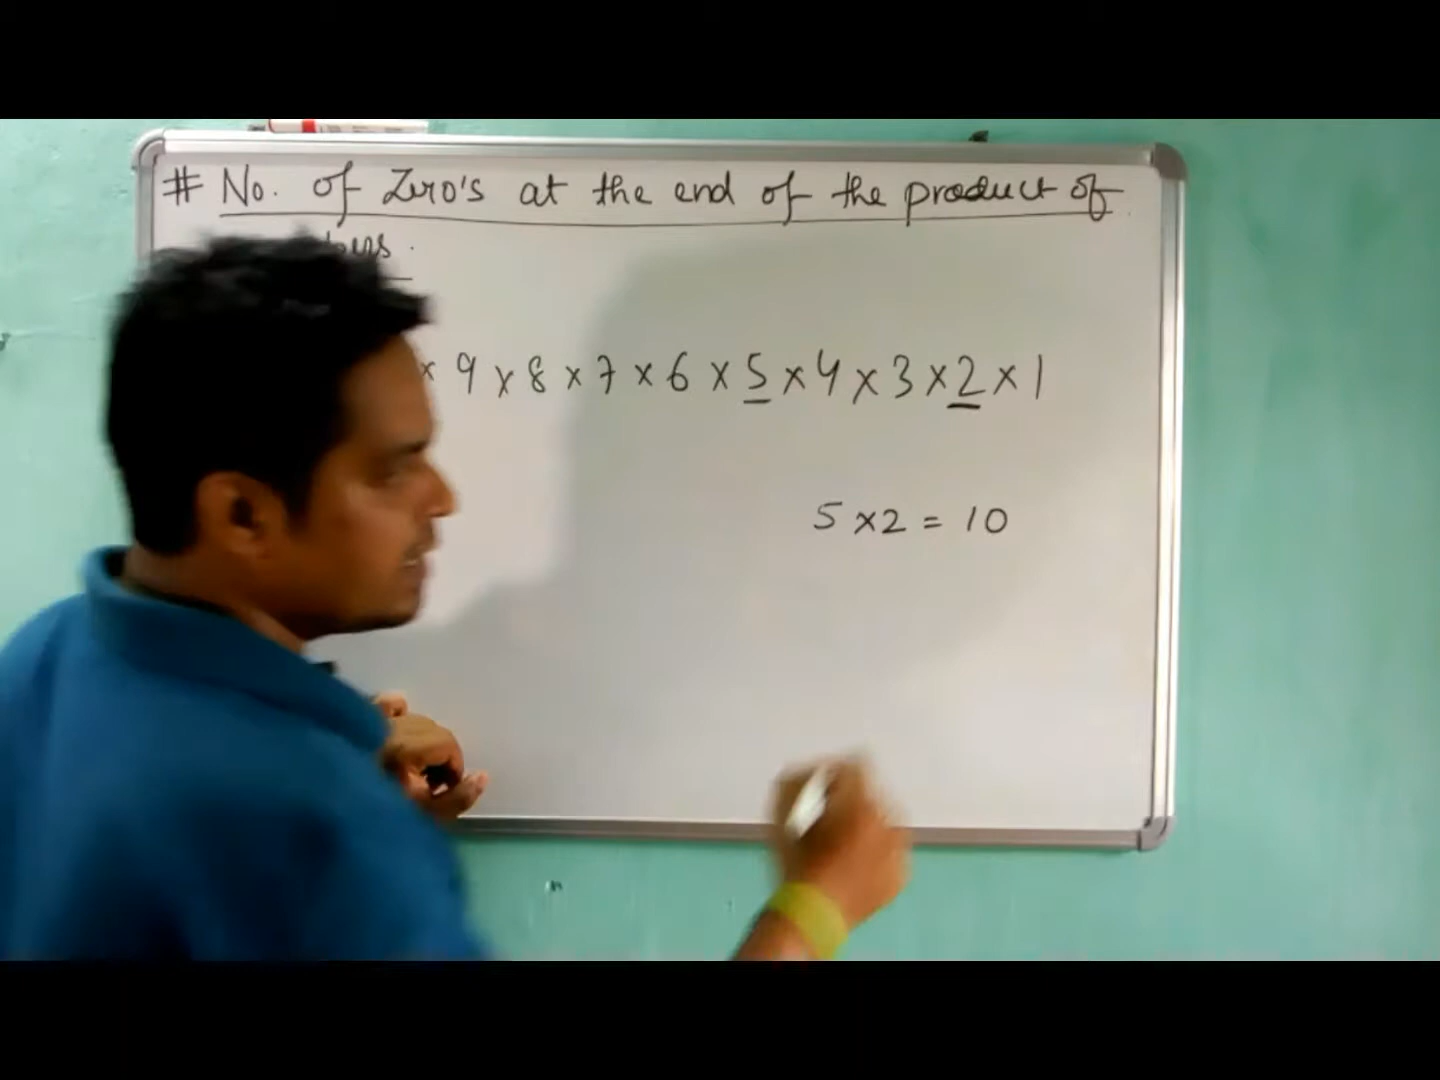 # No. of Zero's at the end of the product of
× 9 × 8 × 7 × 6 × 5 × 4 × 3 × 2 × 1
5 × 2 = 10